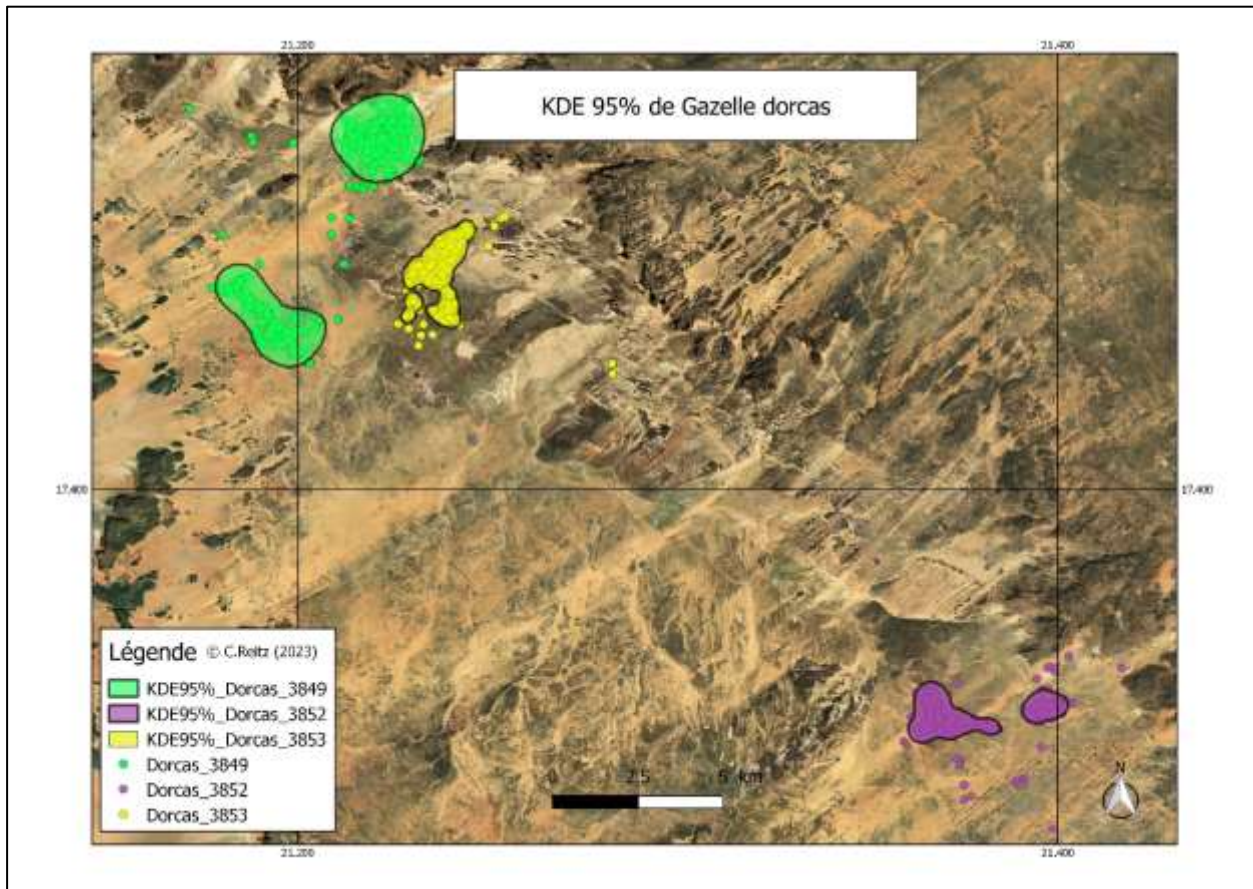 21,200
21,400
KDE 95% de Gazelle dorcas
17,400
17,400
Légende © C.Reitz (2023)
KDE95%_Dorcas_3849
KDE95%_Dorcas_3852
KDE95%_Dorcas_3853
Dorcas_3849
Dorcas_3852
Dorcas_3853
0 2.5 5 km
N
21,200
21,400